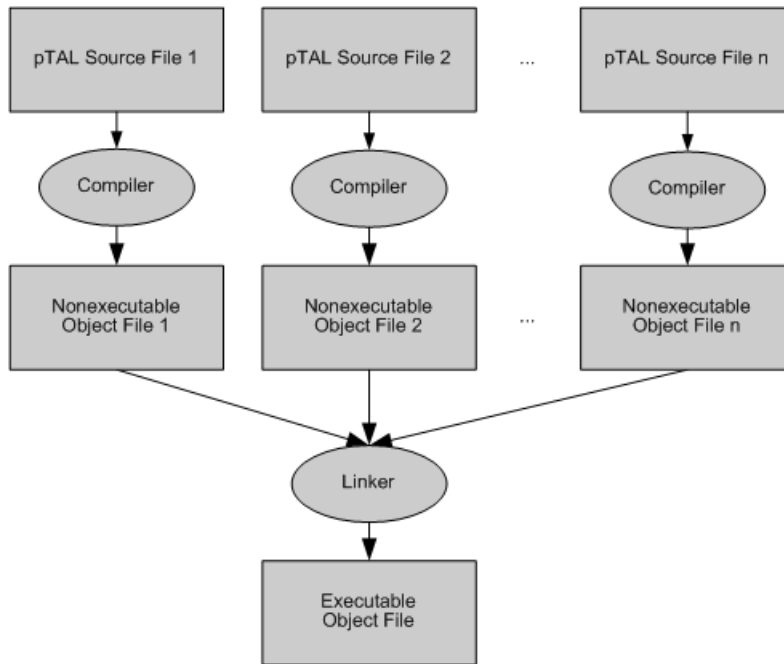 pTAL Source File 1
pTAL Source File 2
...
pTAL Source File n
Compiler
Compiler
Compiler
Nonexecutable
Object File 1
Nonexecutable
Object File 2
...
Nonexecutable
Object File n
Linker
Executable
Object File